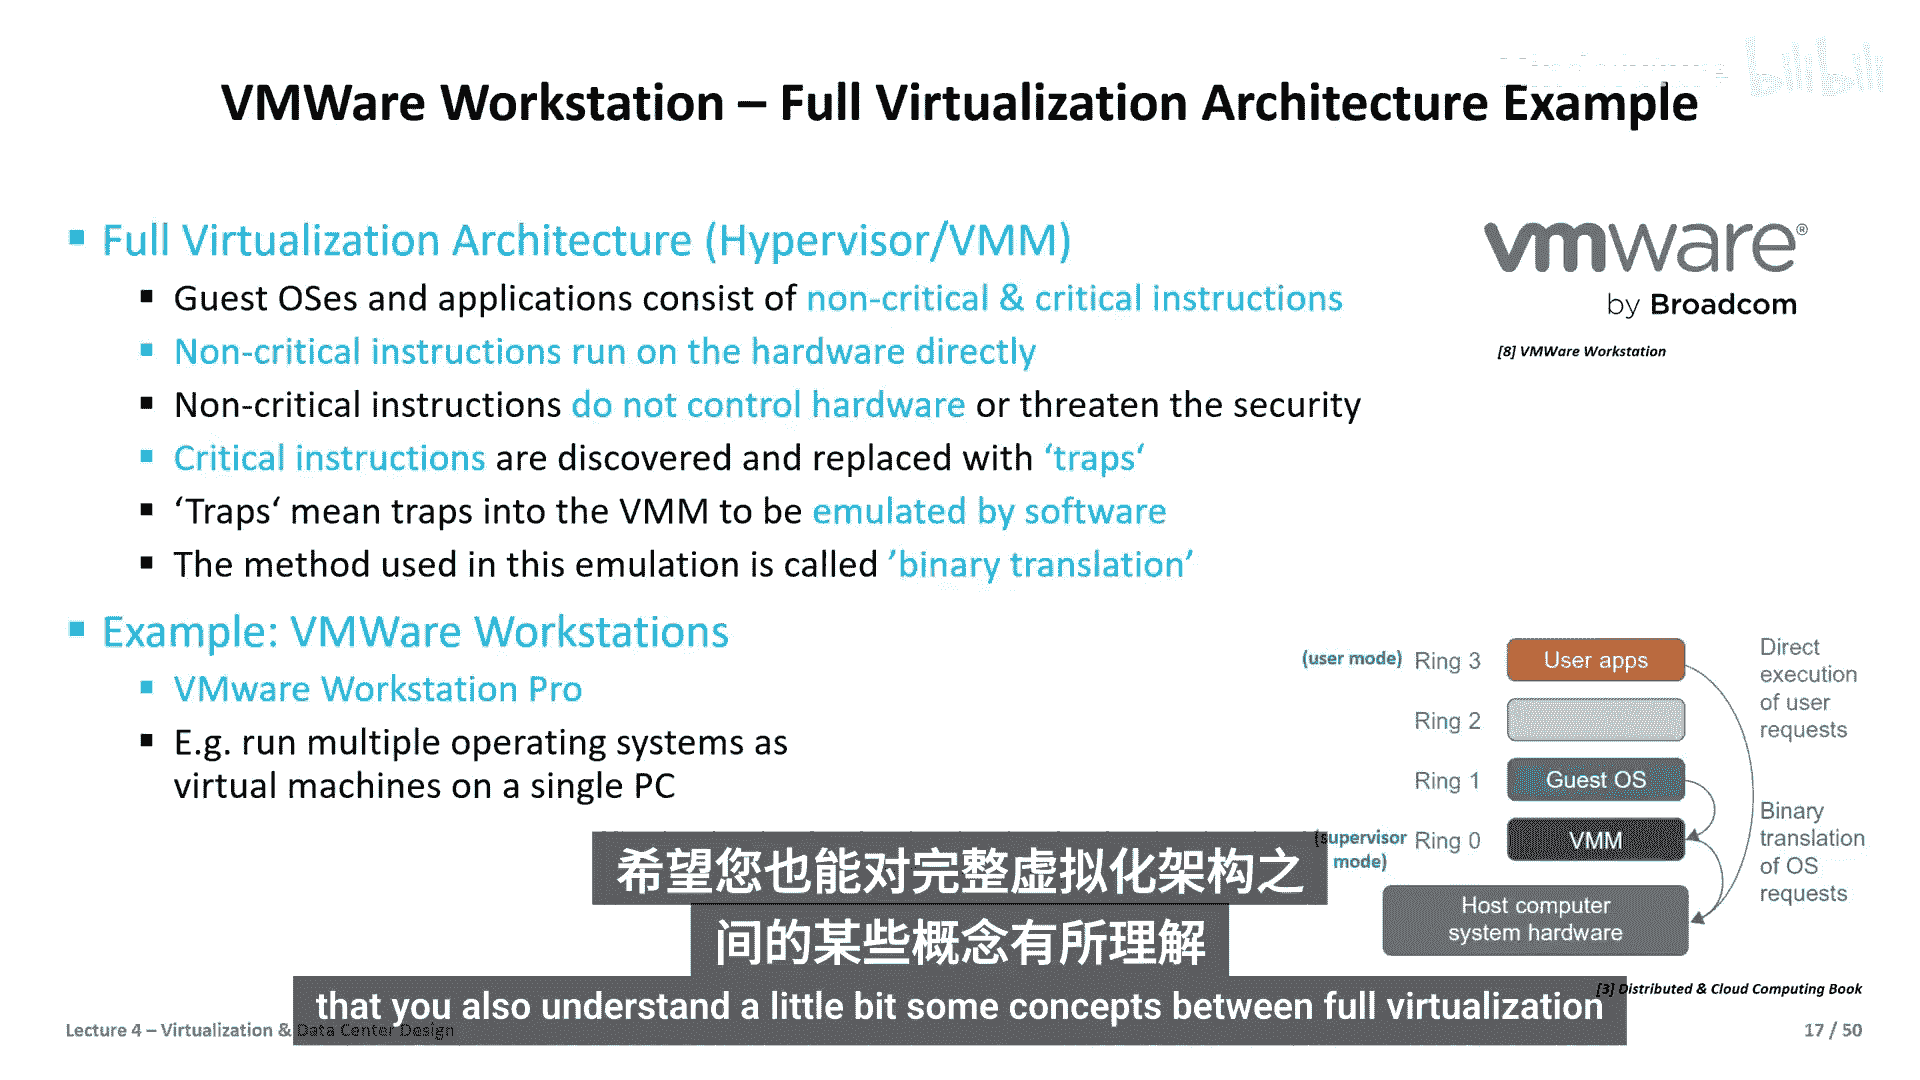 bilibili
VMWare Workstation – Full Virtualization Architecture Example
▪ Full Virtualization Architecture (Hypervisor/VMM)
▪ Guest OSes and applications consist of non-critical & critical instructions
▪ Non-critical instructions run on the hardware directly
▪ Non-critical instructions do not control hardware or threaten the security
▪ Critical instructions are discovered and replaced with ‘traps‘
▪ ‘Traps‘ mean traps into the VMM to be emulated by software
▪ The method used in this emulation is called ’binary translation’
▪ Example: VMWare Workstations
▪ VMware Workstation Pro
▪ E.g. run multiple operating systems as
virtual machines on a single PC
vmware®
by Broadcom
[8] VMWare Workstation
(user mode) Ring 3 User apps
Ring 2
Ring 1 Guest OS
(supervisor
mode)
Ring 0 VMM
Host computer
system hardware
Direct
execution
of user
requests
Binary
translation
of OS
requests
[3] Distributed & Cloud Computing Book
希望您也能对完整虚拟化架构之
间的某些概念有所理解
that you also understand a little bit some concepts between full virtualization
Lecture 4 – Virtualization & Data Center Design
17 / 50